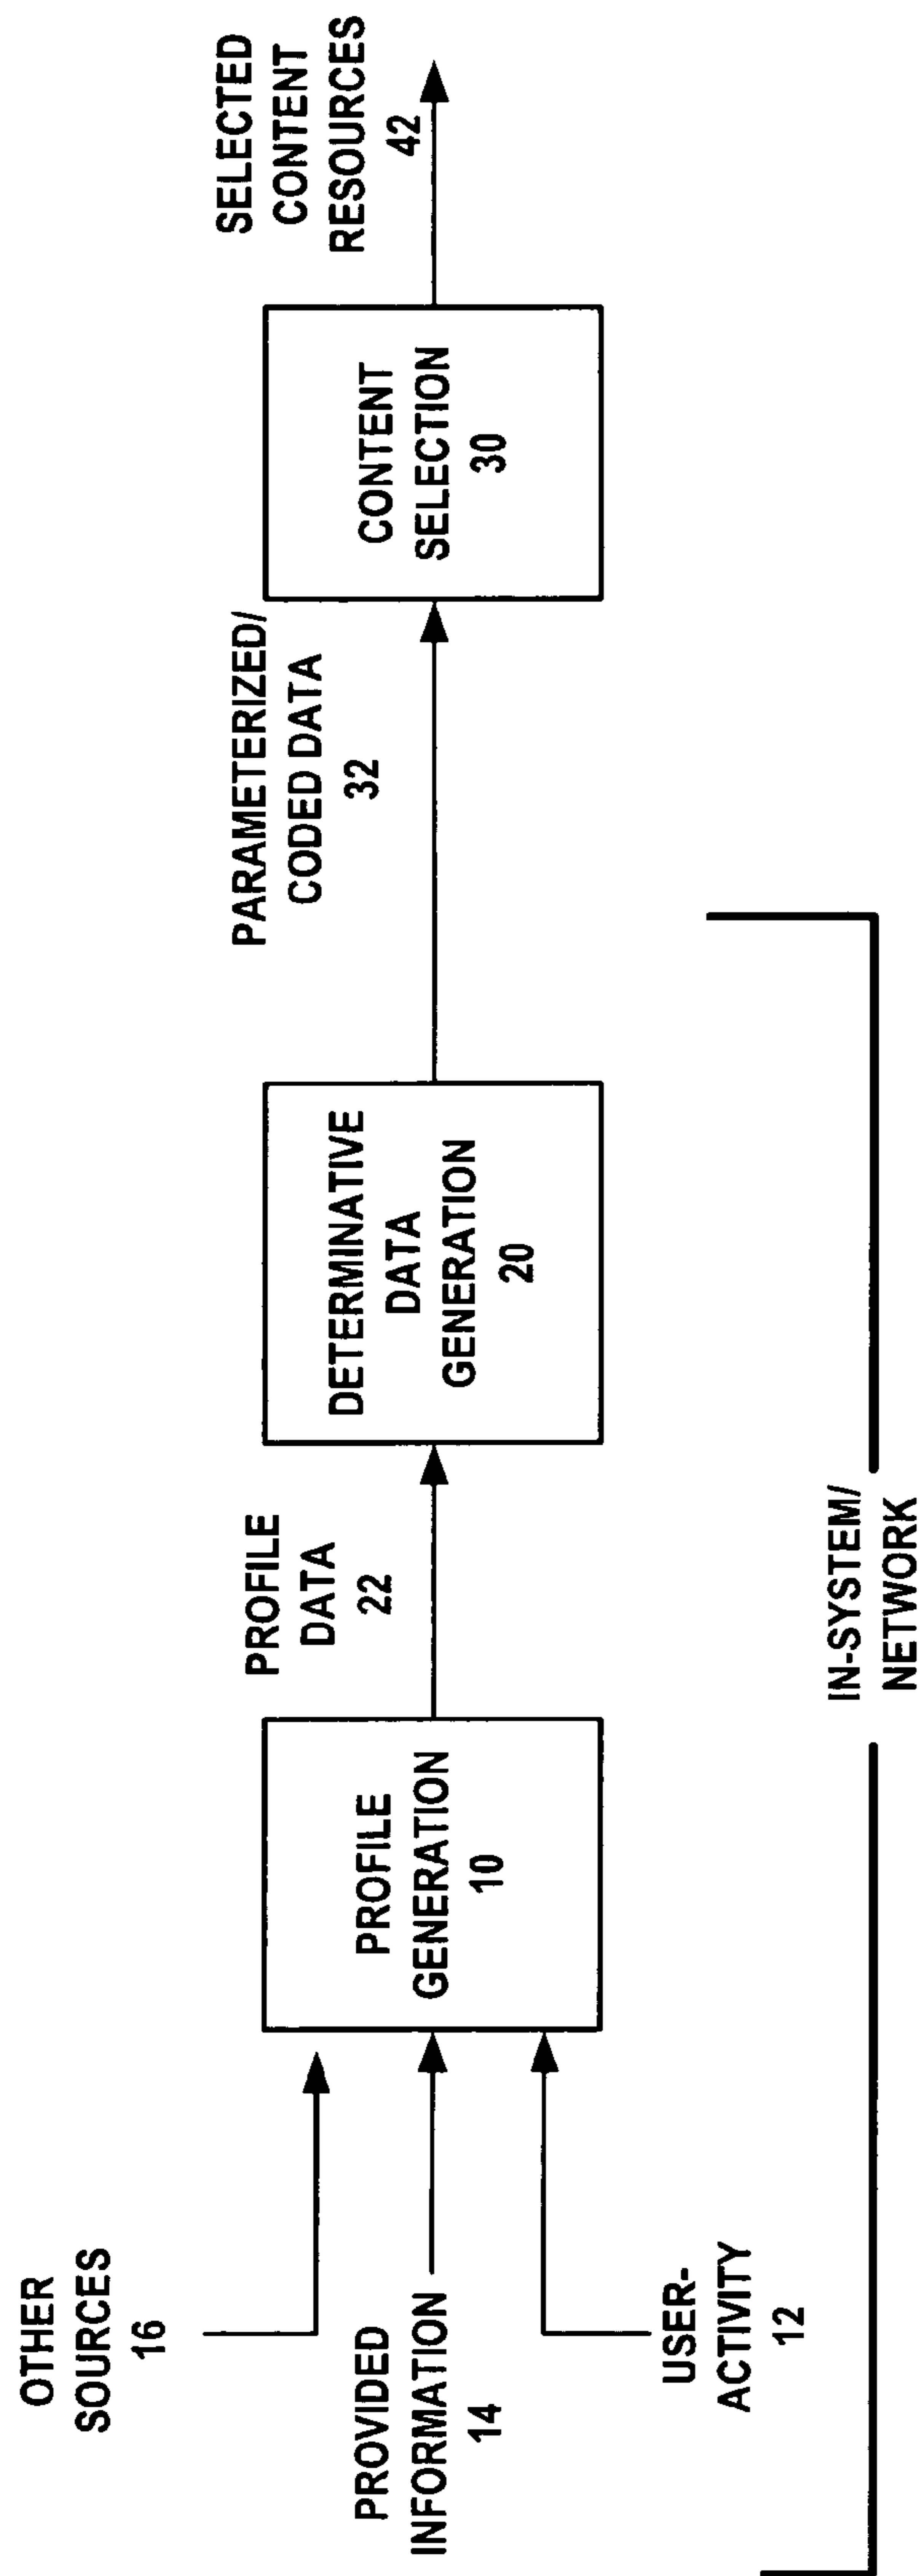 OTHER
SOURCES
16
PROVIDED
INFORMATION
14
USER-
ACTIVITY
12
PROFILE
GENERATION
10
PROFILE
DATA
22
DETERMINATIVE
DATA
GENERATION
20
PARAMETERIZED/
CODED DATA
32
CONTENT
SELECTION
30
SELECTED
CONTENT
RESOURCES
42
IN-SYSTEM/
NETWORK